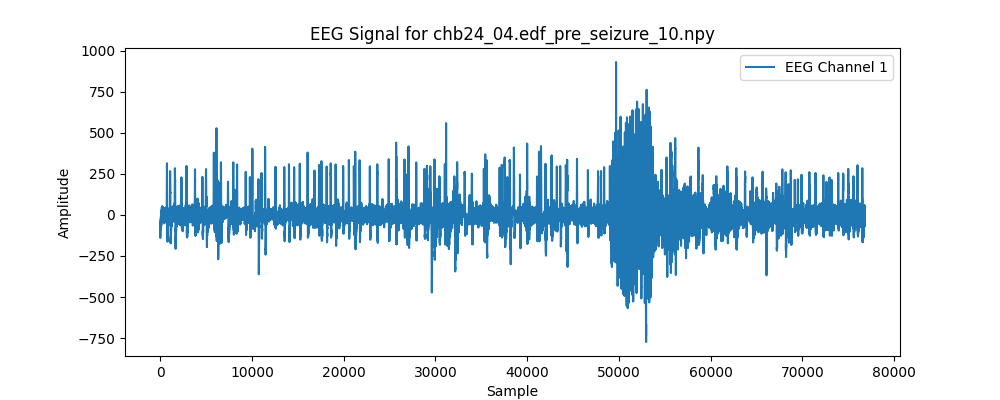 EEG Signal for chb24_04.edf_pre_seizure_10.npy
EEG Channel 1
1000
750
500
250
0
−250
−500
−750
Amplitude
0 10000 20000 30000 40000 50000 60000 70000 80000
Sample